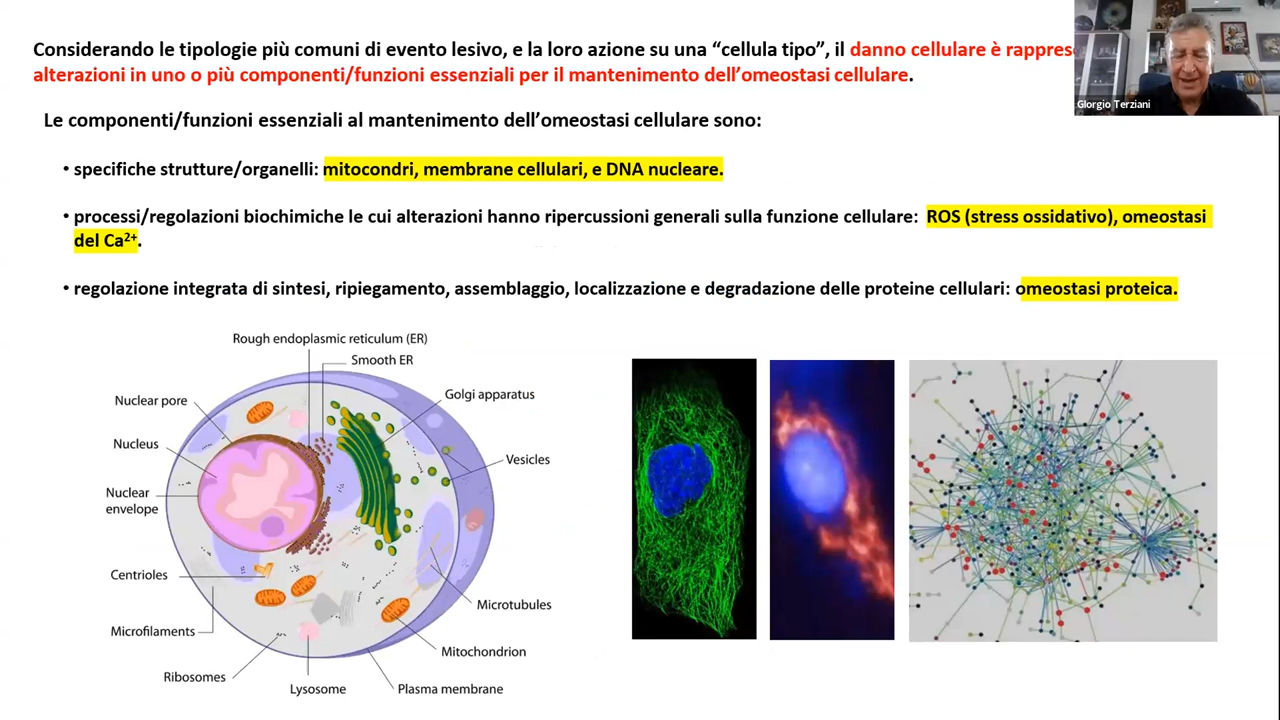 Considerando le tipologie più comuni di evento lesivo, e la loro azione su una “cellula tipo”, il danno cellulare è
alterazioni in uno o più componenti/funzioni essenziali per il mantenimento dell’omeostasi cellulare.
GIorgio Terziani
Le componenti/funzioni essenziali al mantenimento dell’omeostasi cellulare sono:
• specifiche strutture/organelli: mitocondri, membrane cellulari, e DNA nucleare.
• processi/regolazioni biochimiche le cui alterazioni hanno ripercussioni generali sulla funzione cellulare: ROS (stress ossidativo), omeostasi
del Ca²⁺.
• regolazione integrata di sintesi, ripiegamento, assemblaggio, localizzazione e degradazione delle proteine cellulari: omeostasi proteica.
Rough endoplasmic reticulum (ER)
Smooth ER
Golgi apparatus
Nuclear pore
Nucleus
Vesicles
Nuclear
envelope
Centrioles
Microtubules
Microfilaments
Mitochondrion
Ribosomes
Lysosome
Plasma membrane